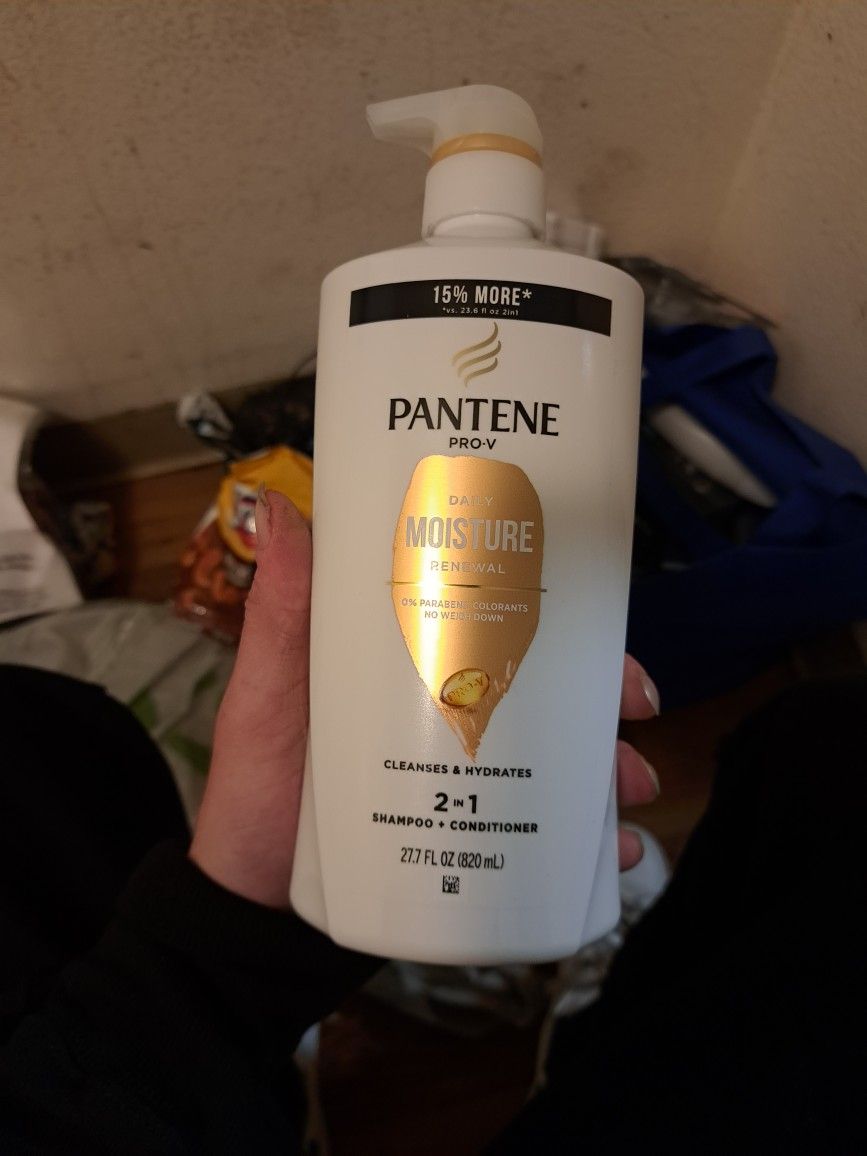 15% MORE*
*vs. 23.6 fl oz 2in1
PANTENE
PRO-V
DAILY
MOISTURE
RENEWAL
0% PARABENS, COLORANTS
NO WEIGH DOWN
PRO-V
CLEANSES & HYDRATES
2 IN 1
SHAMPOO + CONDITIONER
27.7 FL OZ (820 mL)